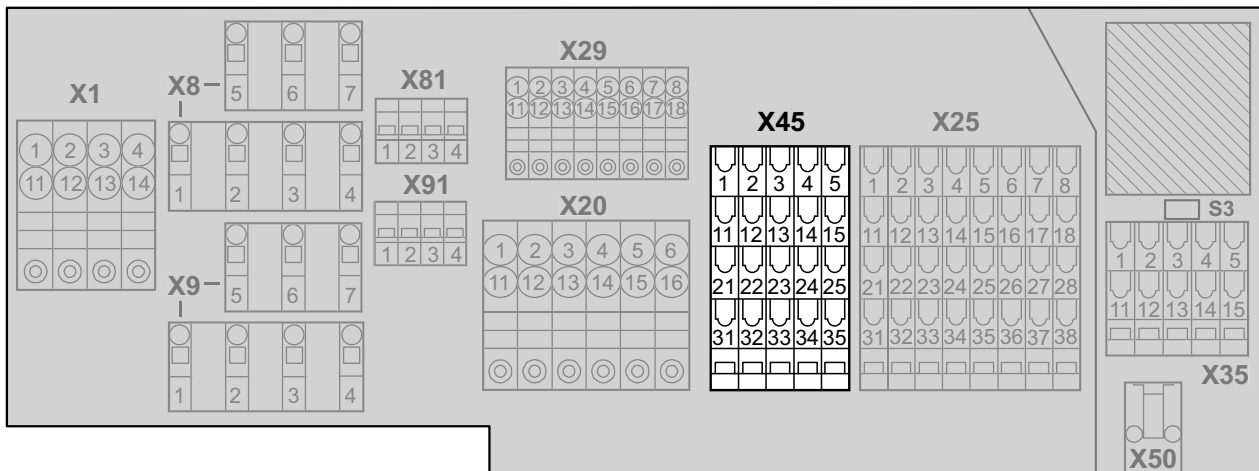 X1
1 2 3 4
11 12 13 14
X8
5 6 7
1 2 3 4
X9
5 6 7
1 2 3 4
X81
1 2 3 4
X91
1 2 3 4
X29
1 2 3 4 5 6 7 8
11 12 13 14 15 16 17 18
X20
1 2 3 4 5 6
11 12 13 14 15 16
X45
1 2 3 4 5
11 12 13 14 15
21 22 23 24 25
31 32 33 34 35
X25
1 2 3 4 5 6 7 8
11 12 13 14 15 16 17 18
21 22 23 24 25 26 27 28
31 32 33 34 35 36 37 38
S3
1 2 3 4 5
11 12 13 14 15
X35
X50